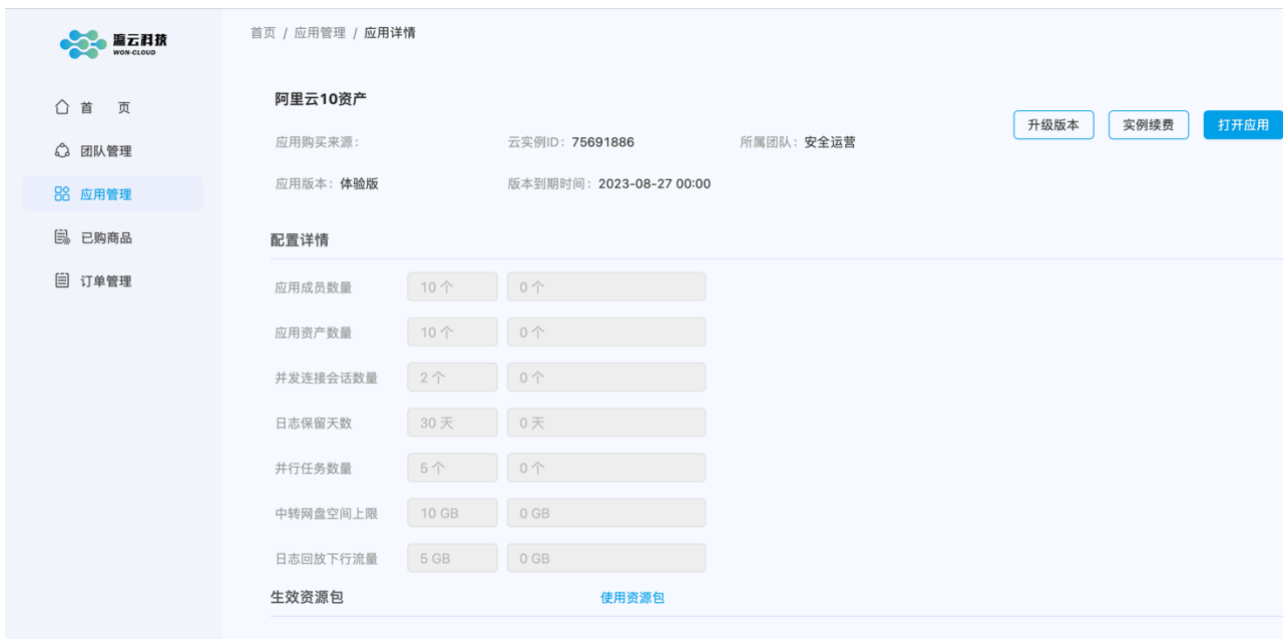 瀛云科技
WON-CLOUD
首页 / 应用管理 / 应用详情
首 页
团队管理
应用管理
已购商品
订单管理
阿里云10资产
升级版本 实例续费 打开应用
应用购买来源: 云实例ID: 75691886 所属团队: 安全运营
应用版本: 体验版 版本到期时间: 2023-08-27 00:00
配置详情
应用成员数量 10 个 0 个
应用资产数量 10 个 0 个
并发连接会话数量 2 个 0 个
日志保留天数 30 天 0 天
并行任务数量 5 个 0 个
中转网盘空间上限 10 GB 0 GB
日志回放下行流量 5 GB 0 GB
生效资源包 使用资源包